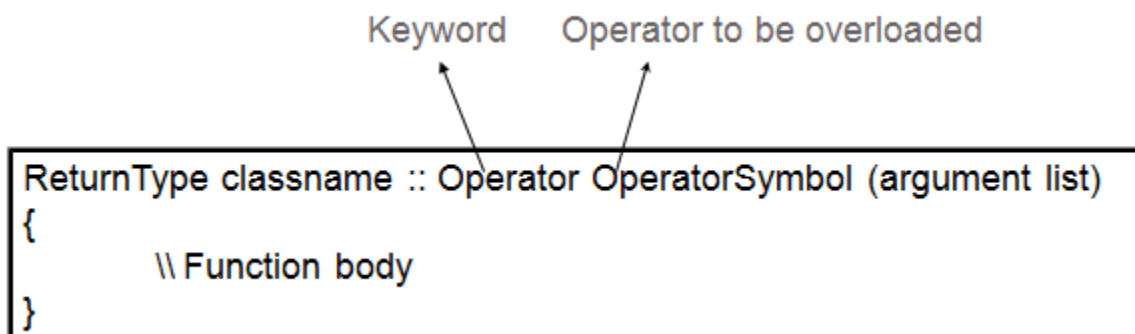 Keyword Operator to be overloaded
ReturnType classname :: Operator OperatorSymbol (argument list)
{
\\ Function body
}